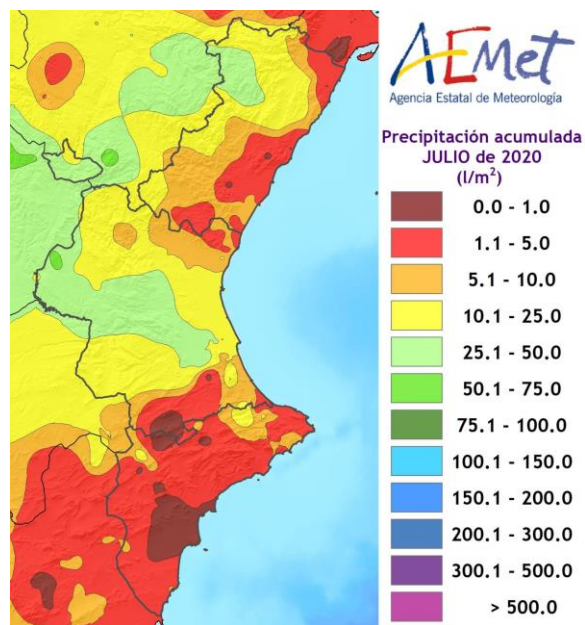 AEMet
Agencia Estatal de Meteorología
Precipitación acumulada
JULIO de 2020
(l/m²)
0.0 - 1.0
1.1 - 5.0
5.1 - 10.0
10.1 - 25.0
25.1 - 50.0
50.1 - 75.0
75.1 - 100.0
100.1 - 150.0
150.1 - 200.0
200.1 - 300.0
300.1 - 500.0
> 500.0